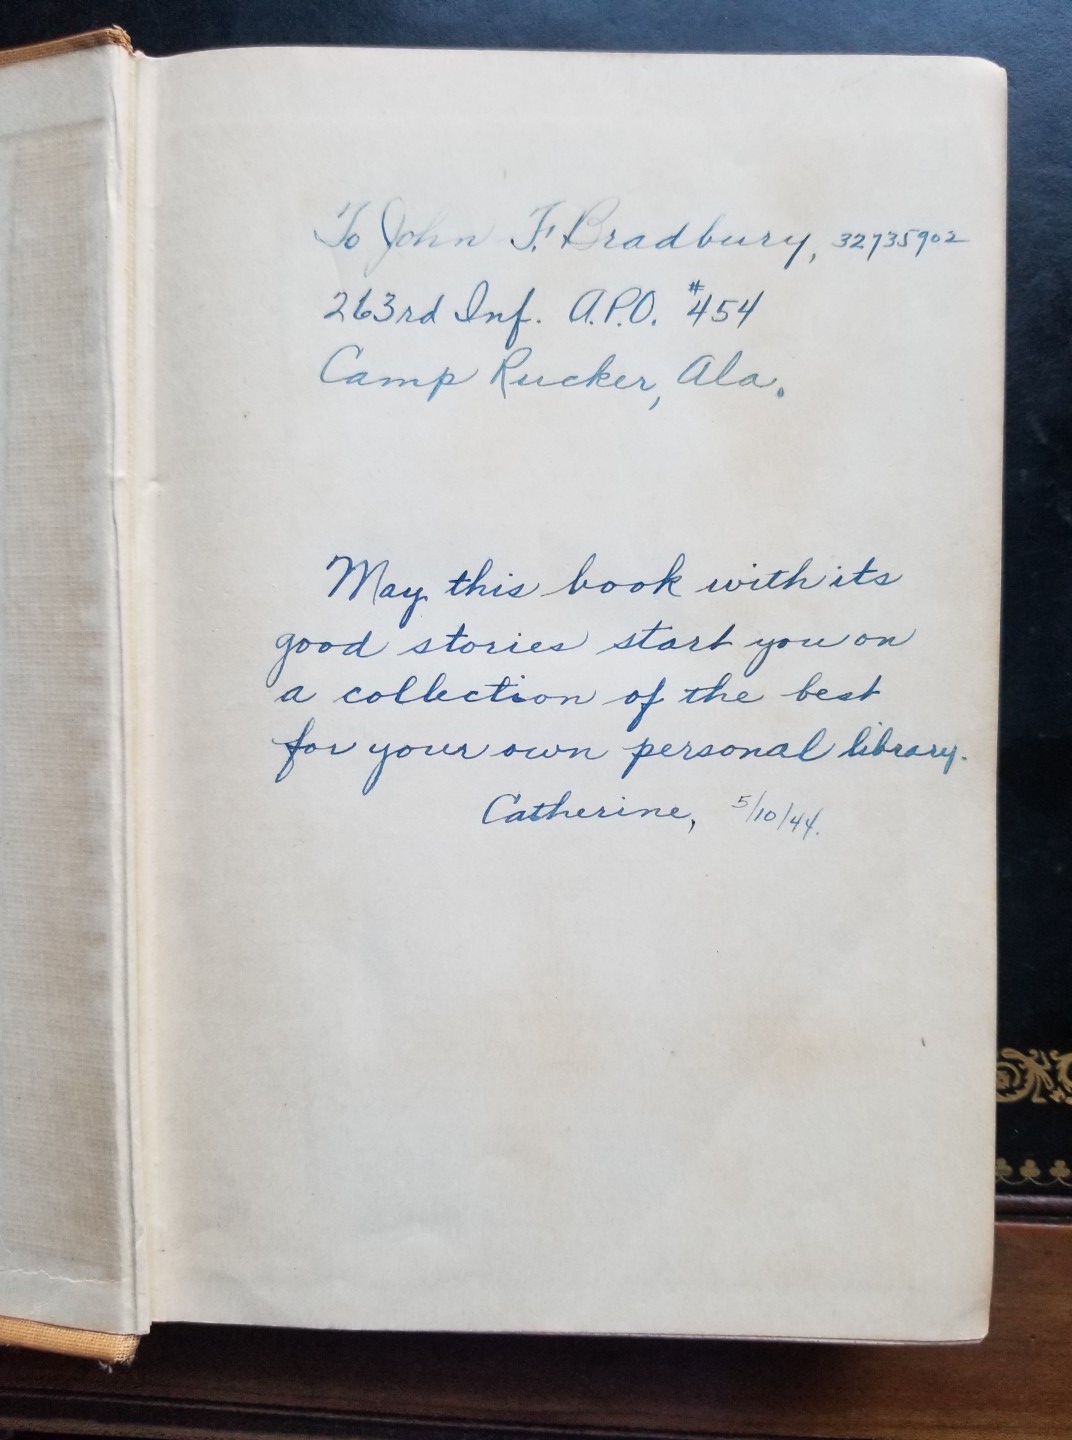 To John F. Bradbury, 32735902
263rd Inf. A.P.O. #454
Camp Rucker, Ala.
May this book with its
good stories start you on
a collection of the best
for your own personal library.
Catherine, 5/10/44.